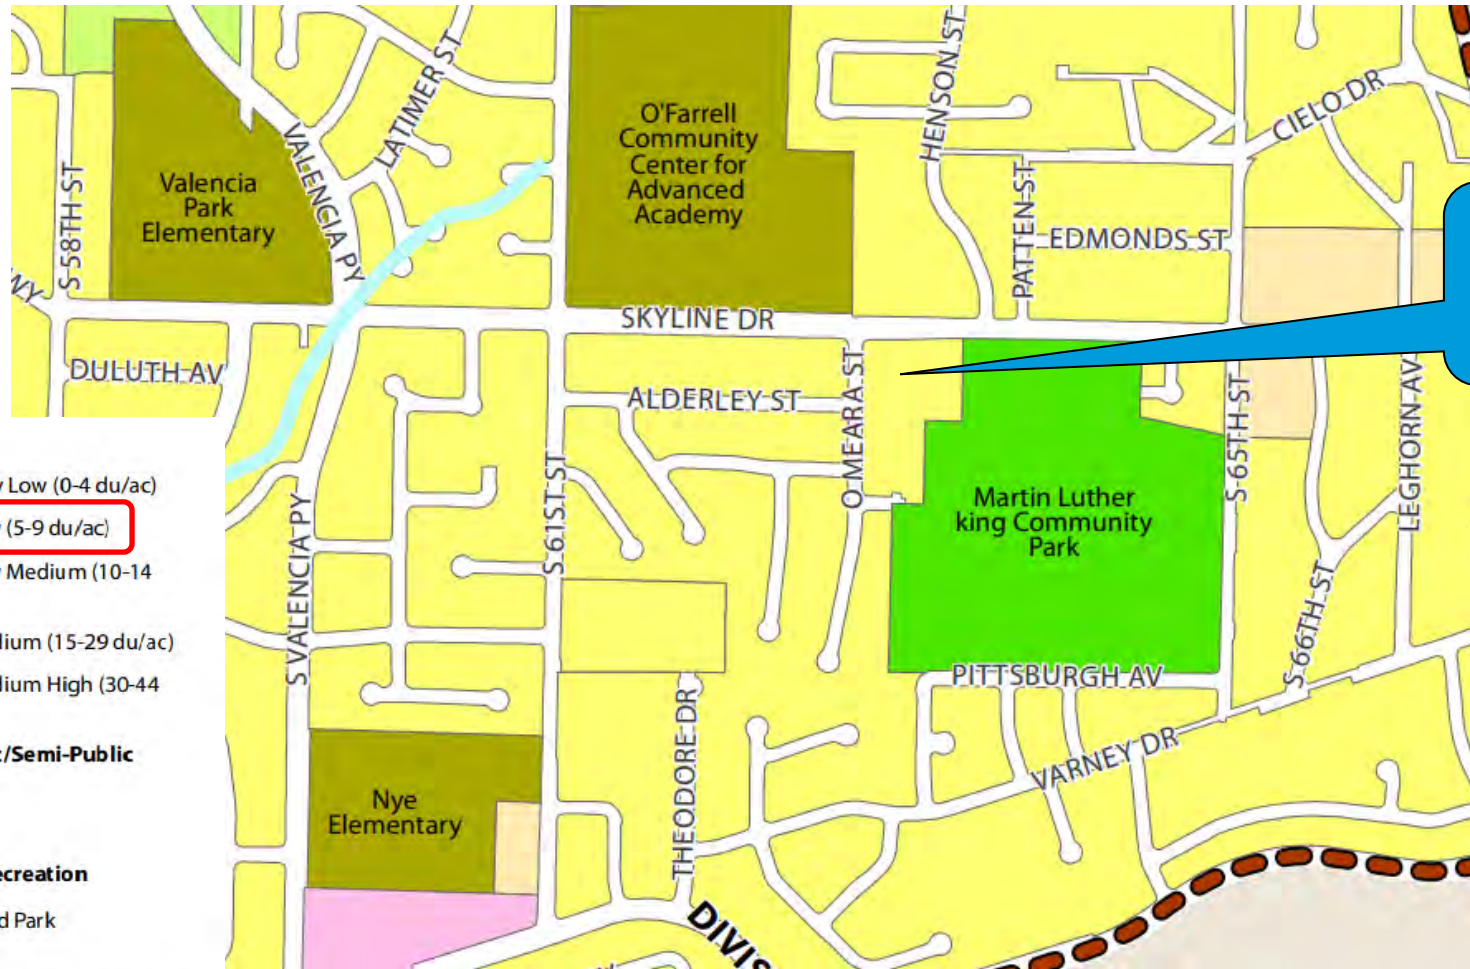 HENSON ST
LATIMER ST
O'Farrell
Community
Center for
Advanced
Academy
CIELO DR
VALENCIA PY
S 58TH ST
Valencia
Park
Elementary
PATTEN ST
EDMONDS ST
WY
SKYLINE DR
DULUTH AV
ALDERLEY ST
O MEARA ST
S 65TH ST
LEGHORN AV
Martin Luther
king Community
Park
S 61ST ST
S VALENCIA PY
y Low (0-4 du/ac)
(5-9 du/ac)
Medium (10-14
dium (15-29 du/ac)
dium High (30-44
c/Semi-Public
ecreation
d Park
S 66TH ST
PITTSBURGH AV
THEODORE DR
VARNEY DR
Nye
Elementary
DIVIS